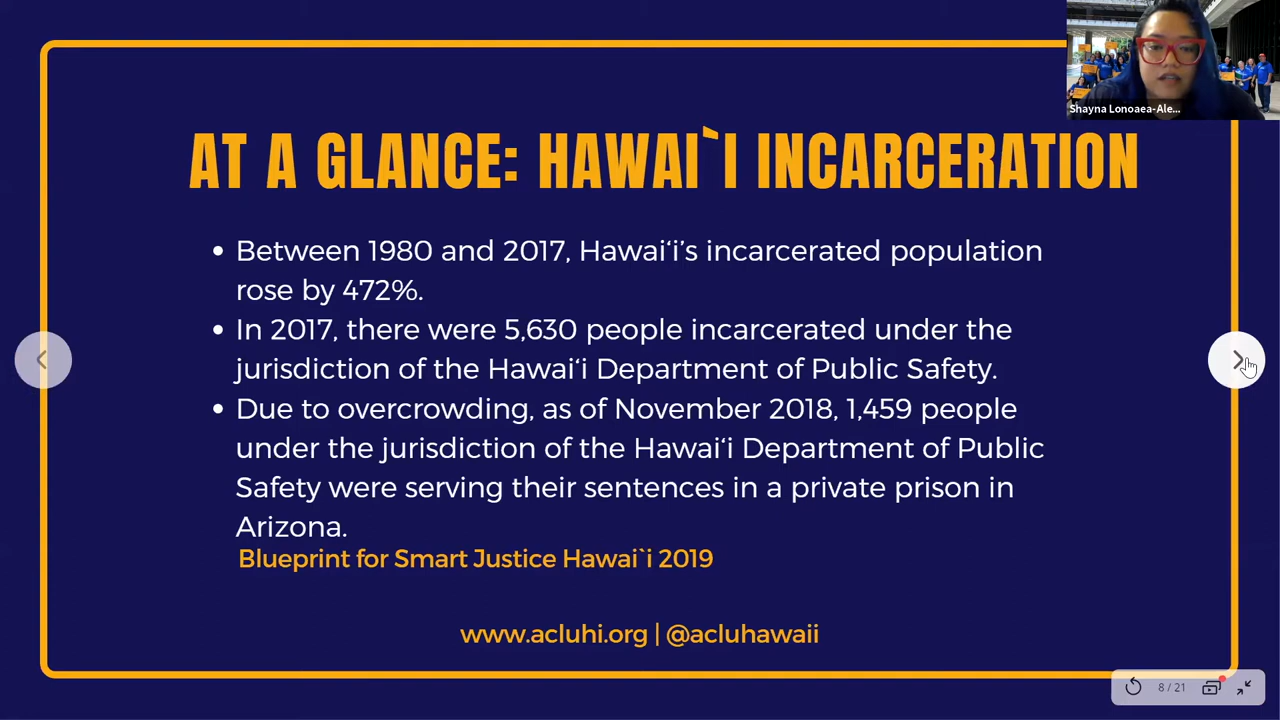 Shayna Lonoaea-Ale...
AT A GLANCE: HAWAI`I INCARCERATION
• Between 1980 and 2017, Hawai‘i’s incarcerated population
rose by 472%.
• In 2017, there were 5,630 people incarcerated under the
jurisdiction of the Hawai‘i Department of Public Safety.
• Due to overcrowding, as of November 2018, 1,459 people
under the jurisdiction of the Hawai‘i Department of Public
Safety were serving their sentences in a private prison in
Arizona.
Blueprint for Smart Justice Hawai`i 2019
www.acluhi.org | @acluhawaii
8 / 21